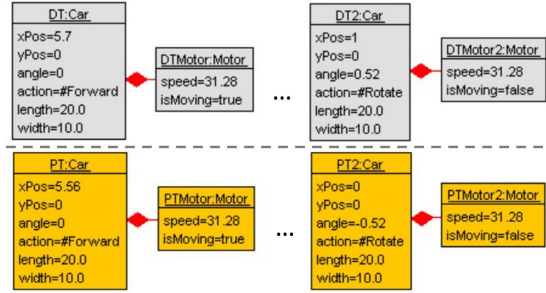 DT:Car
xPos=5.7
yPos=0
angle=0
action=#Forward
length=20.0
width=10.0
DTMotor:Motor
speed=31.28
isMoving=true
...
DT2:Car
xPos=1
yPos=0
angle=0.52
action=#Rotate
length=20.0
width=10.0
DTMotor2:Motor
speed=31.28
isMoving=false
PT:Car
xPos=5.56
yPos=0
angle=0
action=#Forward
length=20.0
width=10.0
PTMotor:Motor
speed=31.28
isMoving=true
...
PT2:Car
xPos=0
yPos=0
angle=-0.52
action=#Rotate
length=20.0
width=10.0
PTMotor2:Motor
speed=31.28
isMoving=false